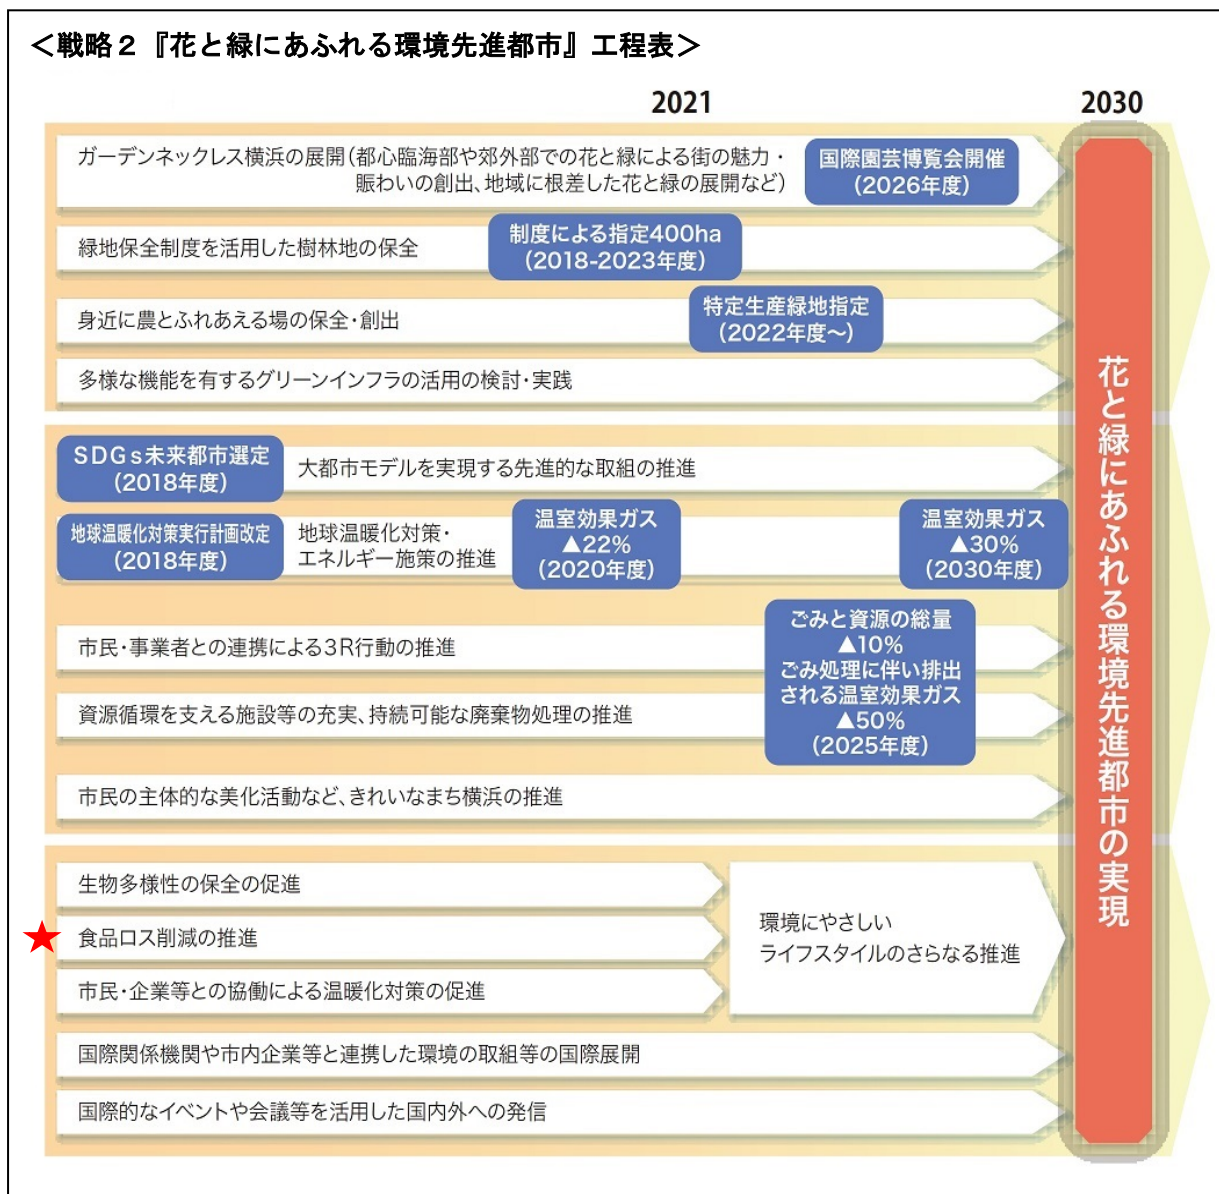 ＜戦略２『花と緑にあふれる環境先進都市』工程表＞
2021
2030
ガーデンネックレス横浜の展開(都心臨海部や郊外部での花と緑による街の魅力・
賑わいの創出、地域に根差した花と緑の展開など)
国際園芸博覧会開催
(2026年度)
緑地保全制度を活用した樹林地の保全
制度による指定400ha
(2018-2023年度)
身近に農とふれあえる場の保全・創出
特定生産緑地指定
(2022年度～)
多様な機能を有するグリーンインフラの活用の検討・実践
ＳＤＧｓ未来都市選定
(2018年度)
大都市モデルを実現する先進的な取組の推進
地球温暖化対策実行計画改定
(2018年度)
地球温暖化対策・
エネルギー施策の推進
温室効果ガス
▲22%
(2020年度)
温室効果ガス
▲30%
(2030年度)
市民・事業者との連携による3R行動の推進
資源循環を支える施設等の充実、持続可能な廃棄物処理の推進
ごみと資源の総量
▲10%
ごみ処理に伴い排出
される温室効果ガス
▲50%
(2025年度)
市民の主体的な美化活動など、きれいなまち横浜の推進
生物多様性の保全の促進
★食品ロス削減の推進
市民・企業等との協働による温暖化対策の促進
環境にやさしい
ライフスタイルのさらなる推進
国際関係機関や市内企業等と連携した環境の取組等の国際展開
国際的なイベントや会議等を活用した国内外への発信
花と緑にあふれる環境先進都市の実現